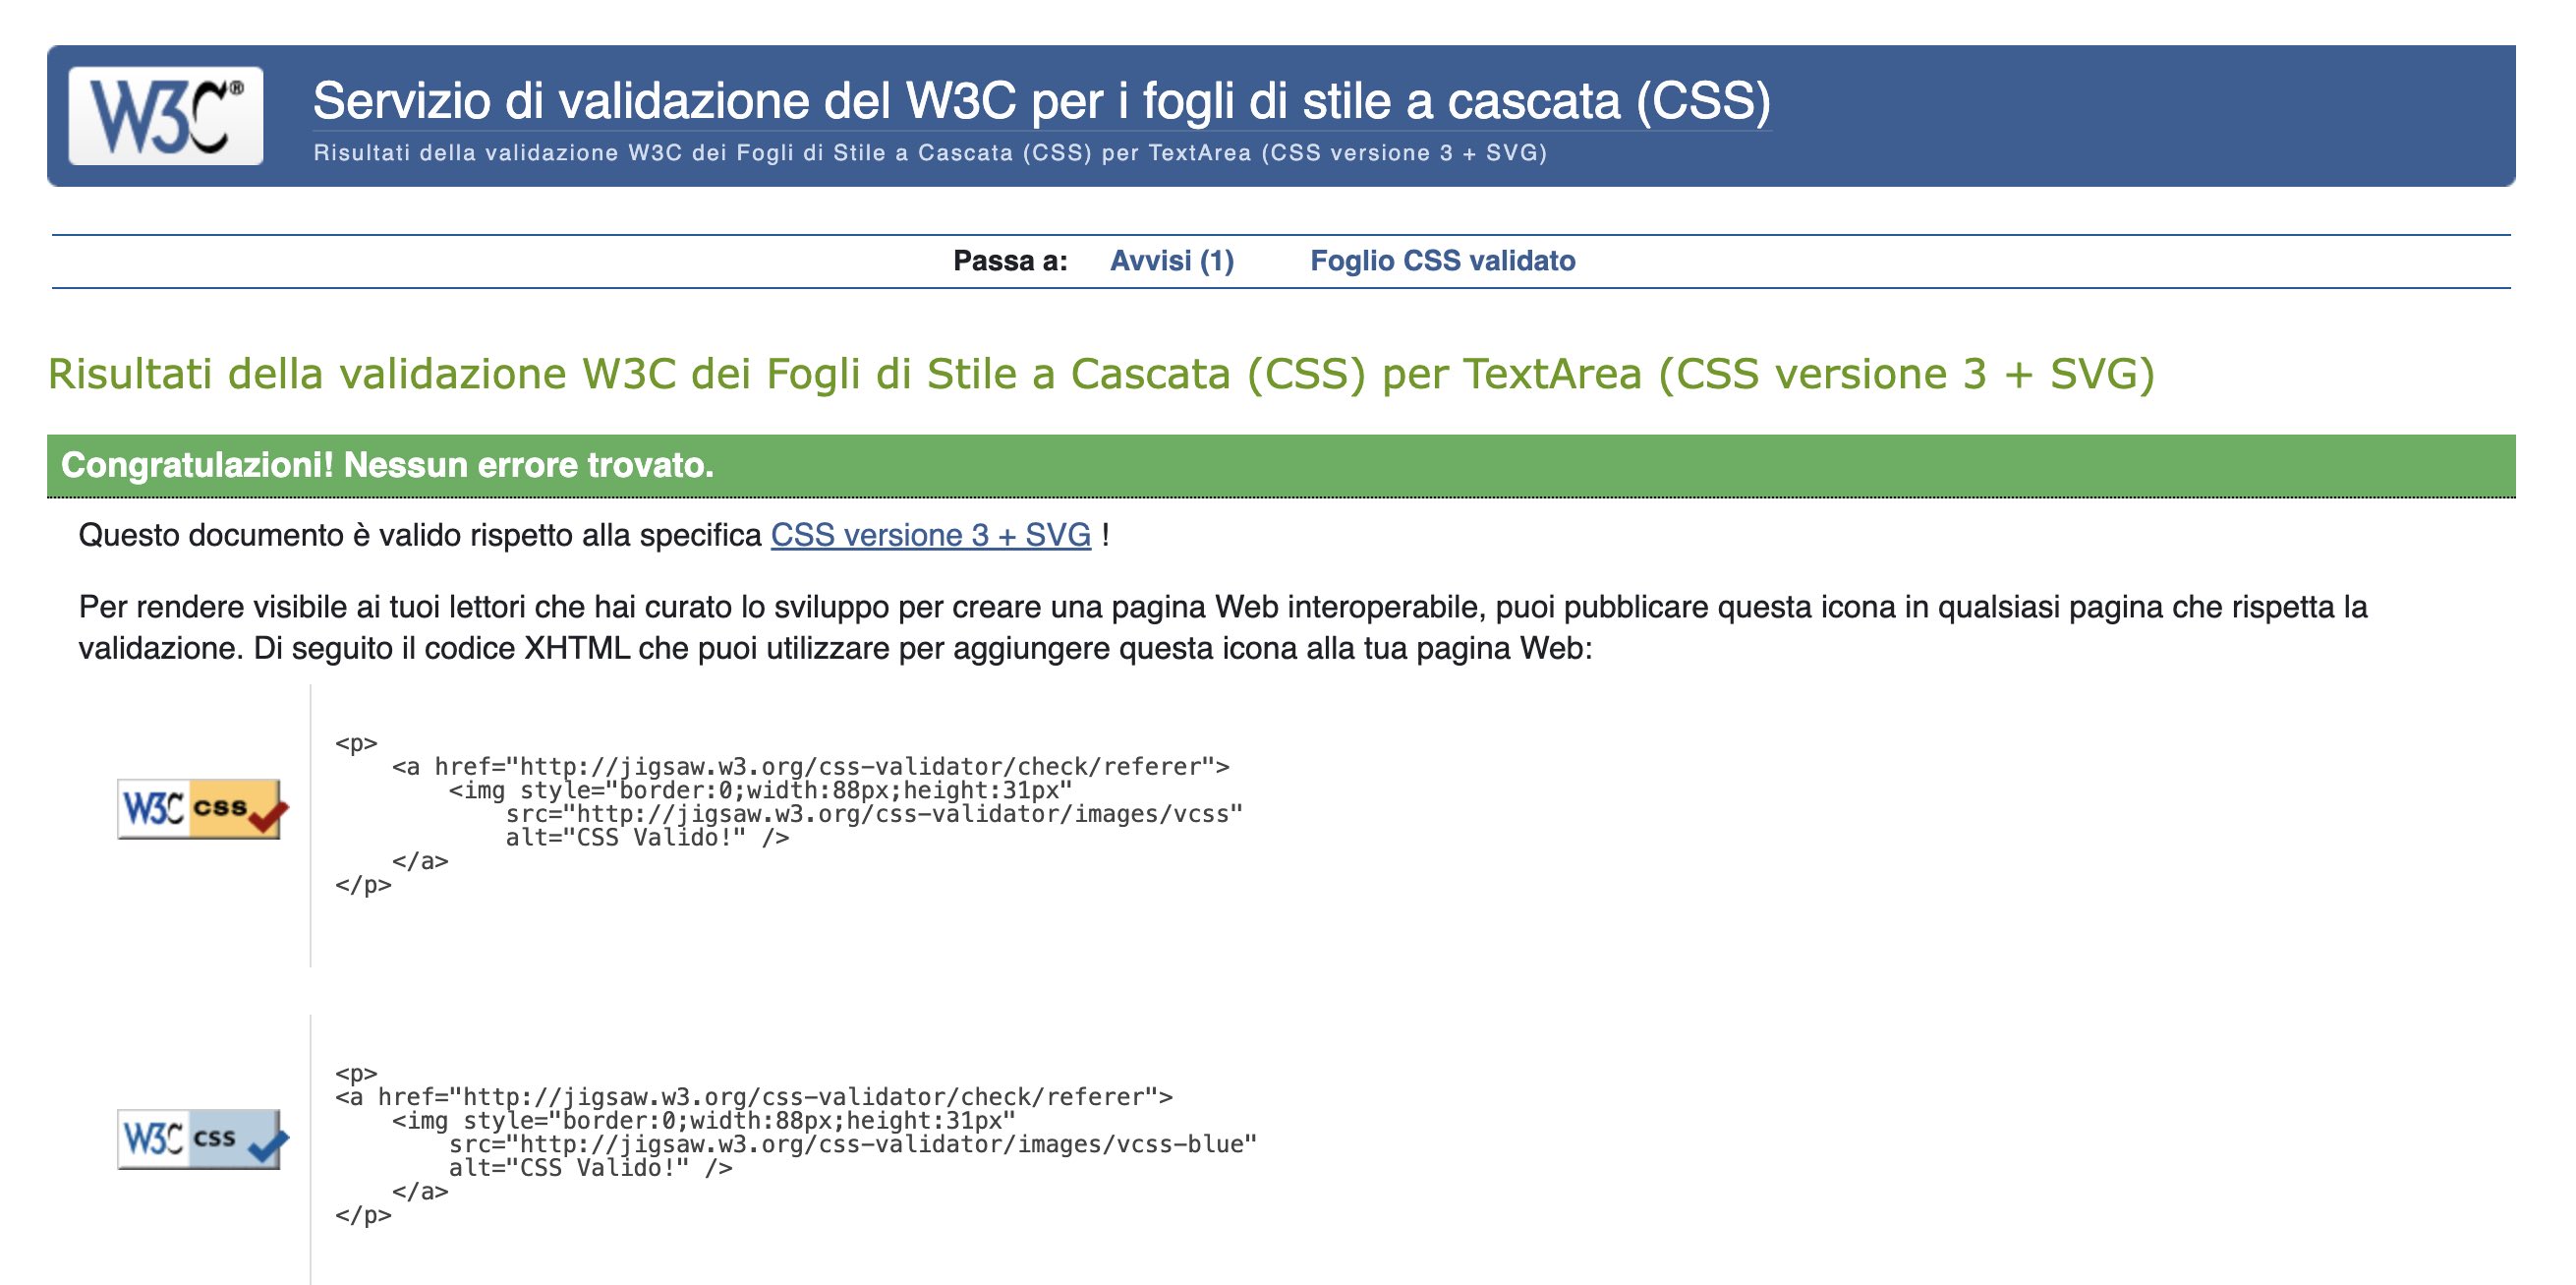 W3C®
Servizio di validazione del W3C per i fogli di stile a cascata (CSS)
Risultati della validazione W3C dei Fogli di Stile a Cascata (CSS) per TextArea (CSS versione 3 + SVG)
Passa a: Avvisi (1) Foglio CSS validato
Risultati della validazione W3C dei Fogli di Stile a Cascata (CSS) per TextArea (CSS versione 3 + SVG)
Congratulazioni! Nessun errore trovato.
Questo documento è valido rispetto alla specifica CSS versione 3 + SVG !
Per rendere visibile ai tuoi lettori che hai curato lo sviluppo per creare una pagina Web interoperabile, puoi pubblicare questa icona in qualsiasi pagina che rispetta la
validazione. Di seguito il codice XHTML che puoi utilizzare per aggiungere questa icona alla tua pagina Web:
W3C css
<p>
    <a href="http://jigsaw.w3.org/css-validator/check/referer">
        <img style="border:0;width:88px;height:31px"
            src="http://jigsaw.w3.org/css-validator/images/vcss"
            alt="CSS Valido!" />
    </a>
</p>
W3C css
<p>
<a href="http://jigsaw.w3.org/css-validator/check/referer">
    <img style="border:0;width:88px;height:31px"
        src="http://jigsaw.w3.org/css-validator/images/vcss-blue"
        alt="CSS Valido!" />
    </a>
</p>